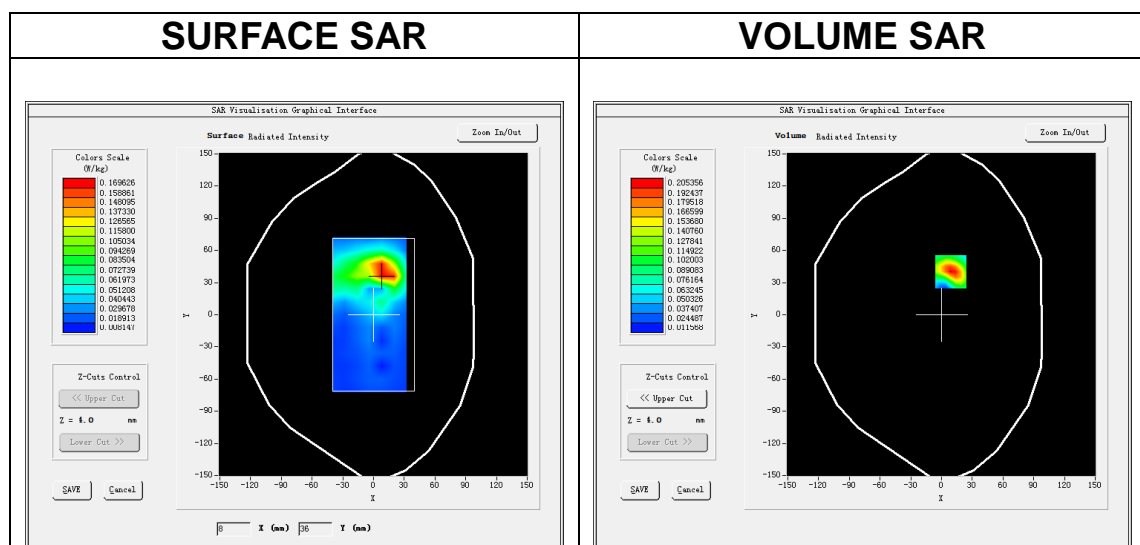 SURFACE SAR
VOLUME SAR
SAR Visualisation Graphical Interface
Surface Radiated Intensity
Zoom In/Out
Colors Scale
(W/kg)
0.169626
0.158861
0.148095
0.137330
0.126565
0.115800
0.105034
0.094269
0.083504
0.072739
0.061973
0.051208
0.040443
0.029678
0.018913
0.008147
150
120
90
60
30
0
-30
-60
-90
-120
-150
Y
-150 -120 -90 -60 -30 0 30 60 90 120 150
X
Z-Cuts Control
<< Upper Cut
Z = 4.0 mm
Lower Cut >>
SAVE Cancel
8 X (mm) 36 Y (mm)
SAR Visualisation Graphical Interface
Volume Radiated Intensity
Zoom In/Out
Colors Scale
(W/kg)
0.205356
0.192437
0.179518
0.166599
0.153680
0.140760
0.127841
0.114922
0.102003
0.089083
0.076164
0.063245
0.050326
0.037407
0.024487
0.011568
150
120
90
60
30
0
-30
-60
-90
-120
-150
Y
-150 -120 -90 -60 -30 0 30 60 90 120 150
X
Z-Cuts Control
<< Upper Cut
Z = 4.0 mm
Lower Cut >>
SAVE Cancel